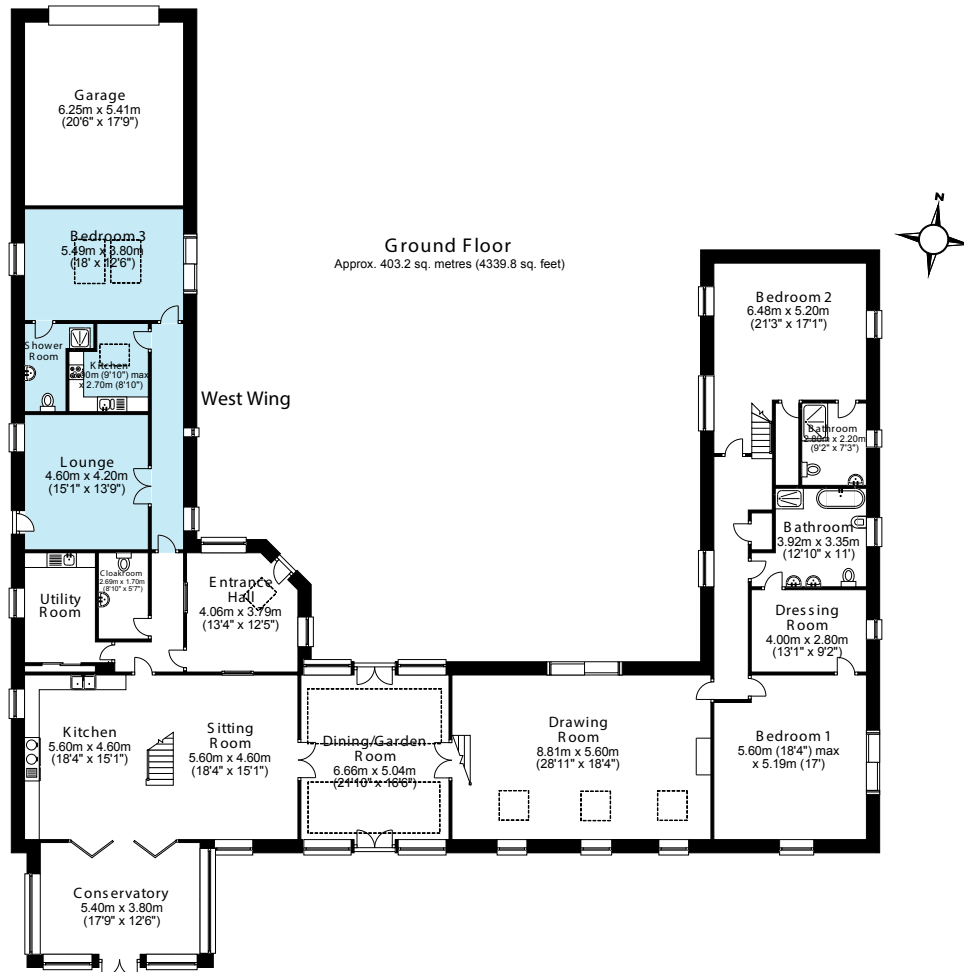 Garage
6.25m x 5.41m
(20'6" x 17'9")
N
Ground Floor
Approx. 403.2 sq. metres (4339.8 sq. feet)
Bedroom 3
5.49m x 3.80m
(18' x 12'6")
Bedroom 2
6.48m x 5.20m
(21'3" x 17'1")
Shower
Room
Kitchen
(9'10") max
x 2.70m (8'10")
West Wing
Lounge
4.60m x 4.20m
(15'1" x 13'9")
Bathroom
2.80m x 2.20m
(9'2" x 7'3")
Bathroom
3.92m x 3.35m
(12'10" x 11')
Cloakroom
2.69m x 1.70m
(8'10" x 5'7")
Utility
Room
Entrance
Hall
4.06m x 3.79m
(13'4" x 12'5")
Dressing
Room
4.00m x 2.80m
(13'1" x 9'2")
Kitchen
5.60m x 4.60m
(18'4" x 15'1")
Sitting
Room
5.60m x 4.60m
(18'4" x 15'1")
Dining/Garden
Room
6.66m x 5.04m
(21'10" x 16'6")
Drawing
Room
8.81m x 5.60m
(28'11" x 18'4")
Bedroom 1
5.60m (18'4") max
x 5.19m (17')
Conservatory
5.40m x 3.80m
(17'9" x 12'6")